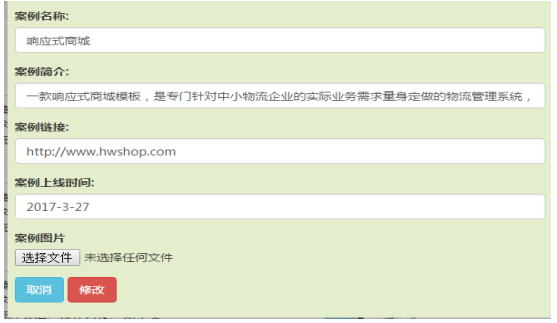 案例名称:
响应式商城
案例简介:
一款响应式商城模板，是专门针对中小物流企业的实际业务需求量身定做的物流管理系统，
案例链接:
http://www.hwshop.com
案例上线时间:
2017-3-27
案例图片
选择文件 未选择任何文件
取消 修改